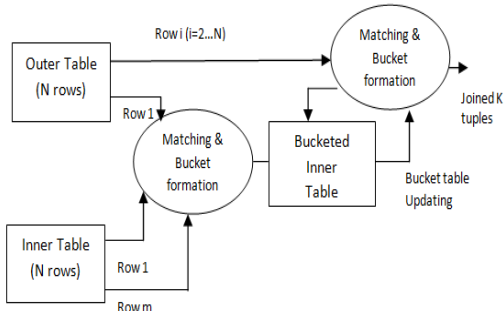 Row i (i=2...N)
Matching &
Bucket
formation
Outer Table
(N rows)
Joined K
tuples
Row 1
Matching &
Bucket
formation
Bucketed
Inner
Table
Bucket table
Updating
Inner Table
(N rows)
Row 1
Row m